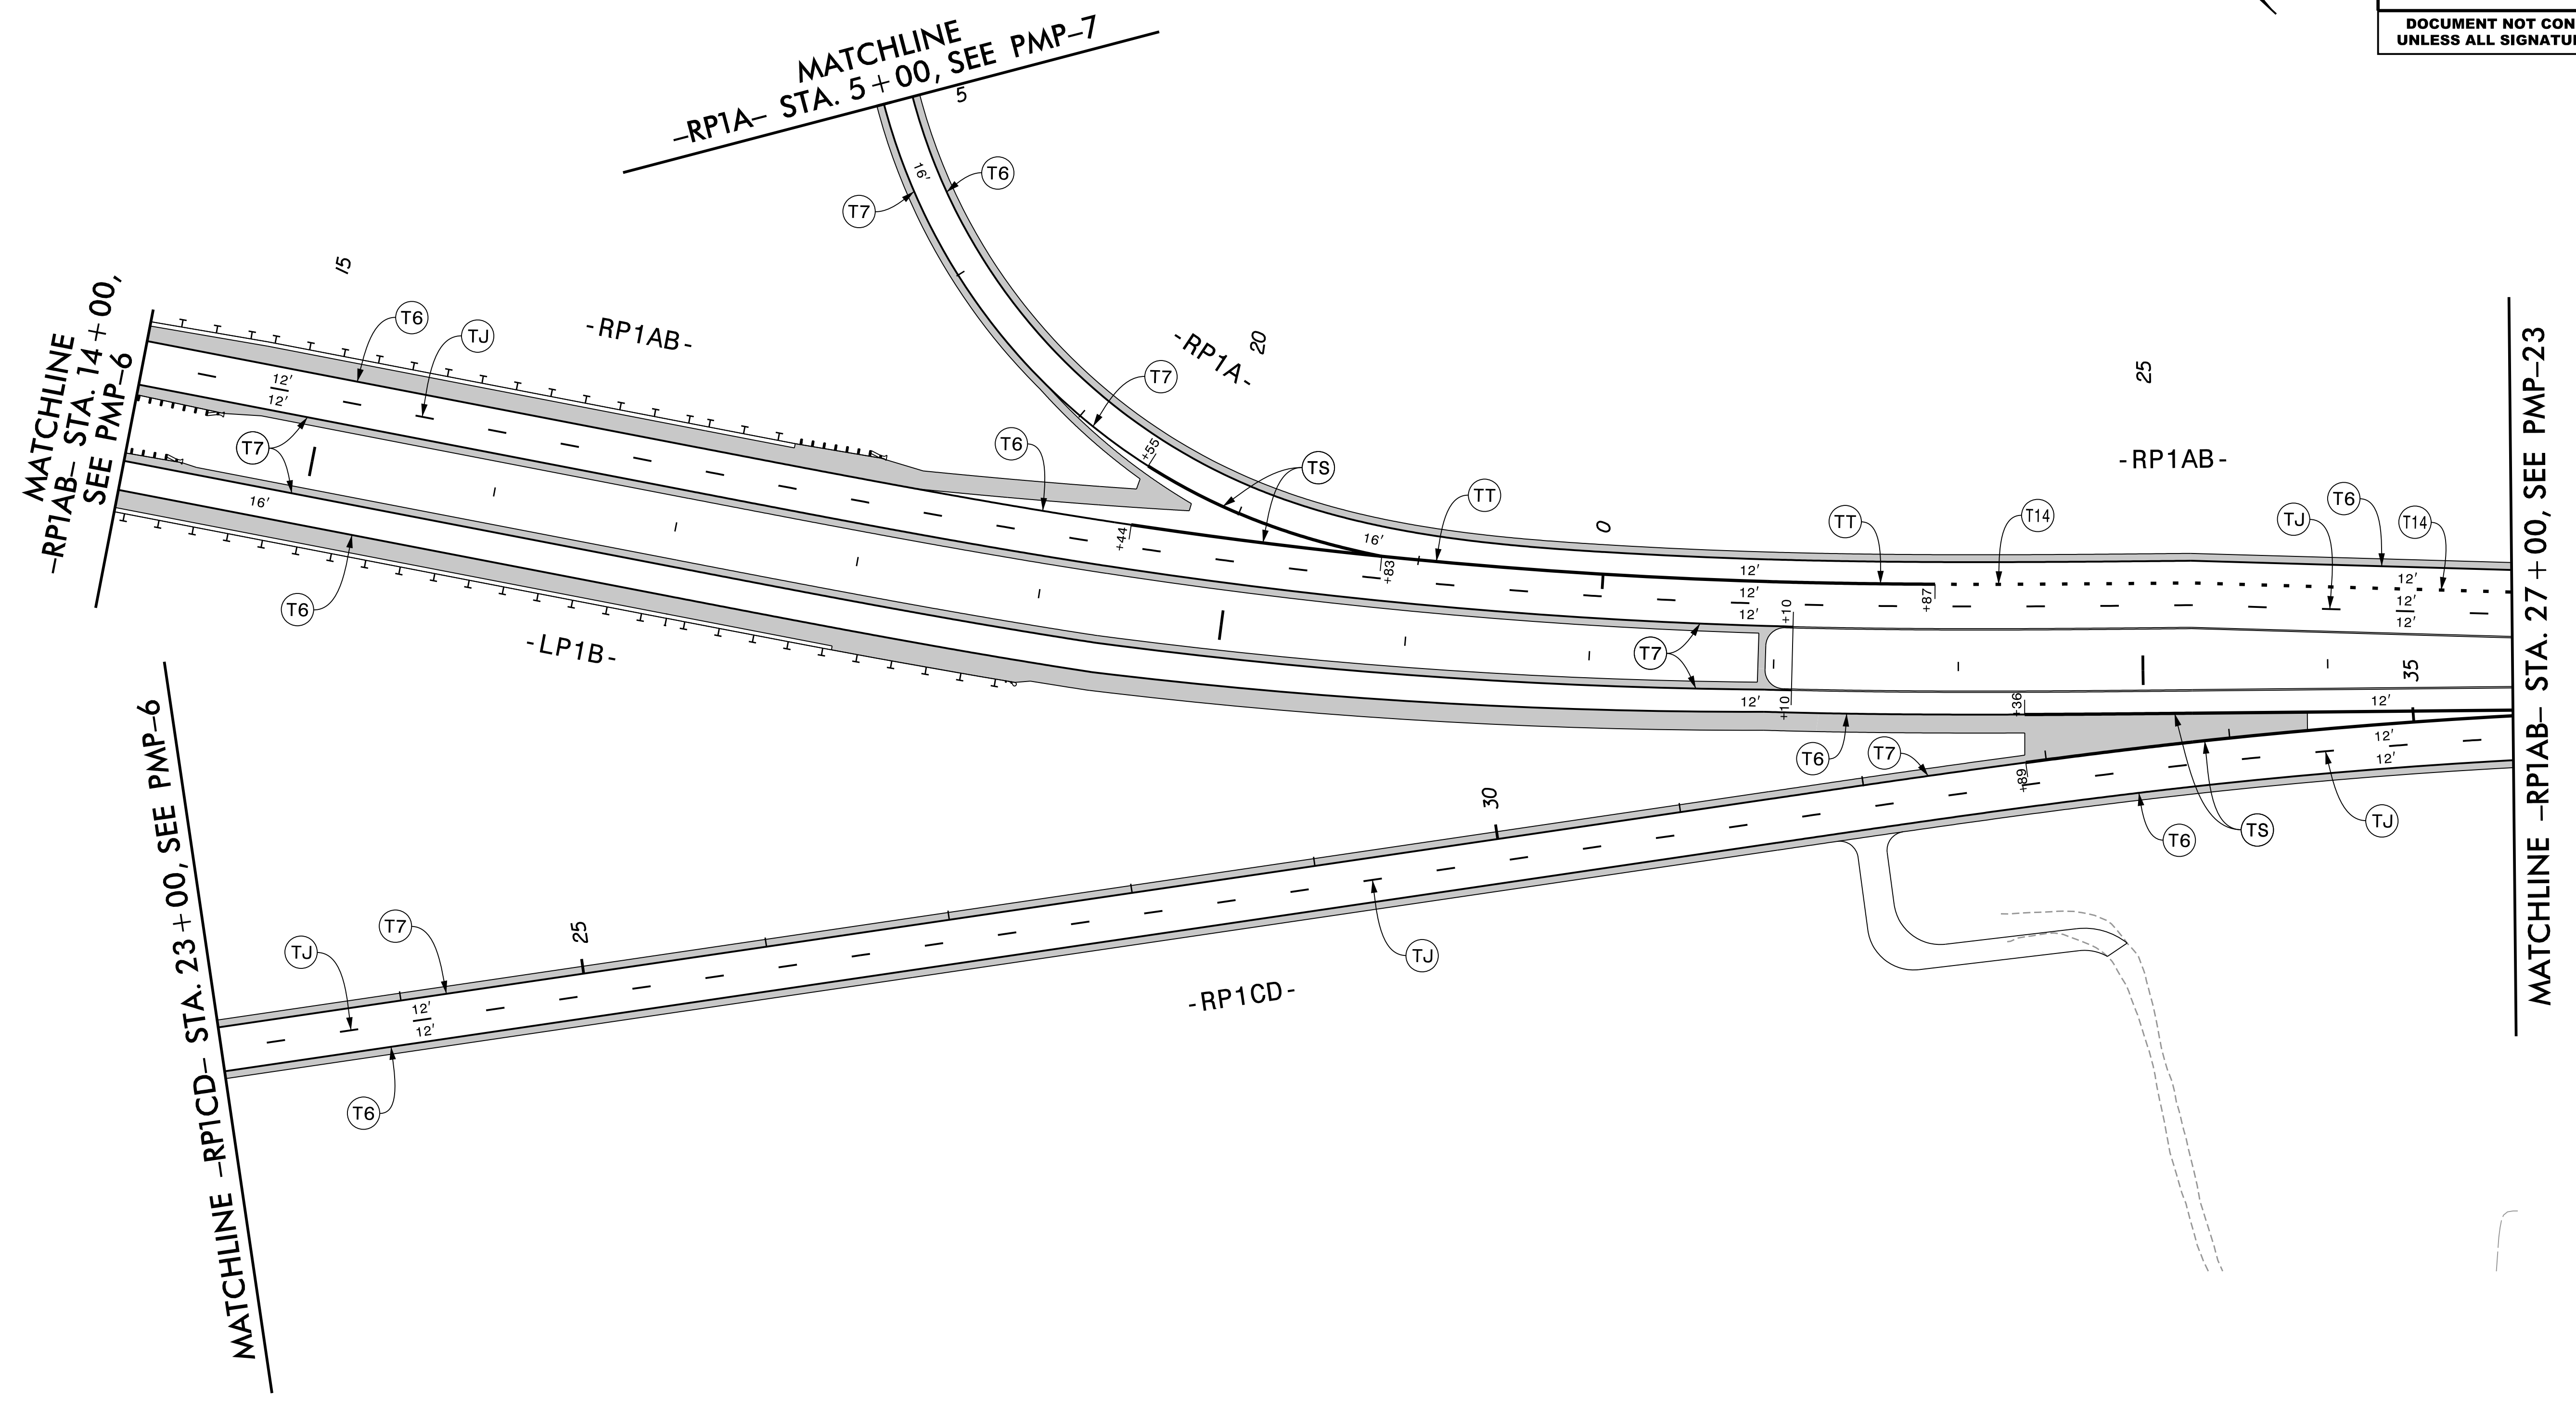 DOCUMENT NOT CON
UNLESS ALL SIGNATU
MATCHLINE
–RP1A– STA. 5+00, SEE PMP–7
5
16'
T6
T7
15
MATCHLINE
–RP1AB– STA. 14+00,
SEE PMP–6
T6
TJ
-RP1AB-
-RP1A-
20
T7
25
-RP1AB-
MATCHLINE –RP1AB– STA. 27+00, SEE PMP–23
12'
12'
T7
T6
+55
TS
TT
0
TT
T14
TJ
T6
T14
16'
+44
16'
+83
12'
12'
12'
+10
+87
12'
12'
12'
T6
-LP1B-
T7
12'
+10
+36
12'
35
T6
T7
12'
12'
+89
T6
TS
TJ
MATCHLINE –RP1CD– STA. 23+00, SEE PMP–6
30
TJ
T7
25
TJ
12'
12'
-RP1CD-
T6